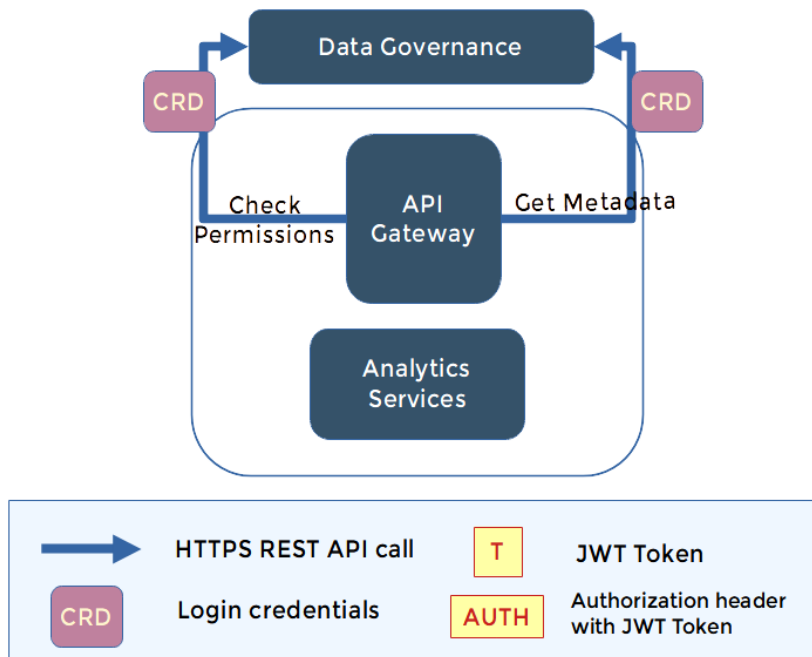 Data Governance
CRD
CRD
Check
Permissions
API
Gateway
Get Metadata
Analytics
Services
HTTPS REST API call
T
JWT Token
CRD
Login credentials
AUTH
Authorization header
with JWT Token